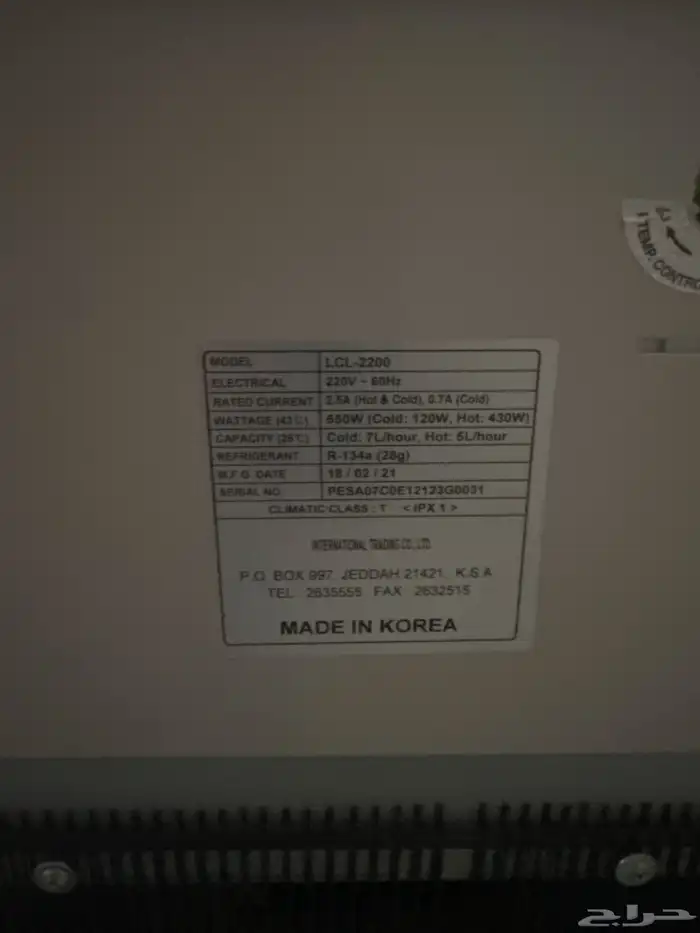 TEMP. CONTRO
MODEL LCL-2200
ELECTRICAL 220V ~ 60Hz
RATED CURRENT 2.5A (Hot & Cold), 0.7A (Cold)
WATTAGE (43℃) 550W (Cold: 120W, Hot: 430W)
CAPACITY (25℃) Cold: 7L/hour, Hot: 5L/hour
REFRIGERANT R-134a (28g)
M.F.G. DATE 18 / 02 / 21
SERIAL NO. PESA07C0E12123G0031
CLIMATIC CLASS : T < IPX 1 >
INTERNATIONAL TRADING CO., LTD.
P.O. BOX 997, JEDDAH 21421, K.S.A
TEL : 2635555 FAX : 2632515
MADE IN KOREA
حراج